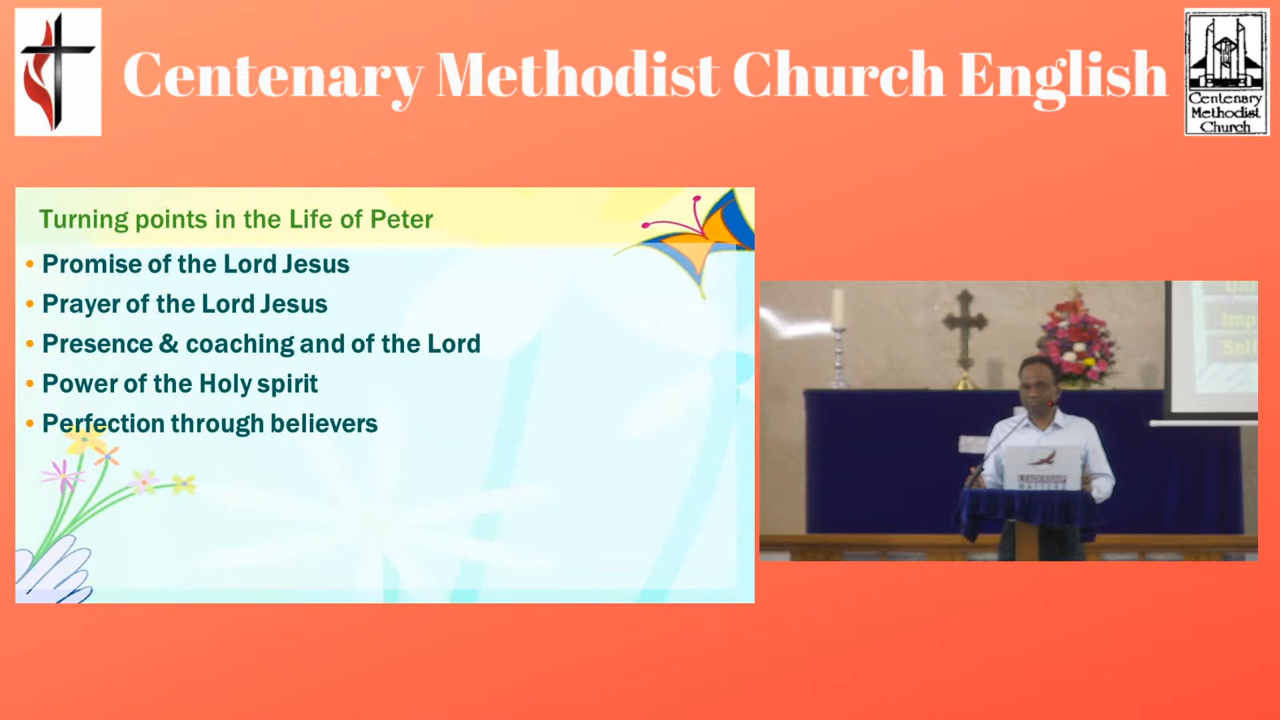 Centenary Methodist Church English
Centenary
Methodist
Church
Turning points in the Life of Peter
• Promise of the Lord Jesus
• Prayer of the Lord Jesus
• Presence & coaching and of the Lord
• Power of the Holy spirit
• Perfection through believers
LEADERSHIP
MATTERS